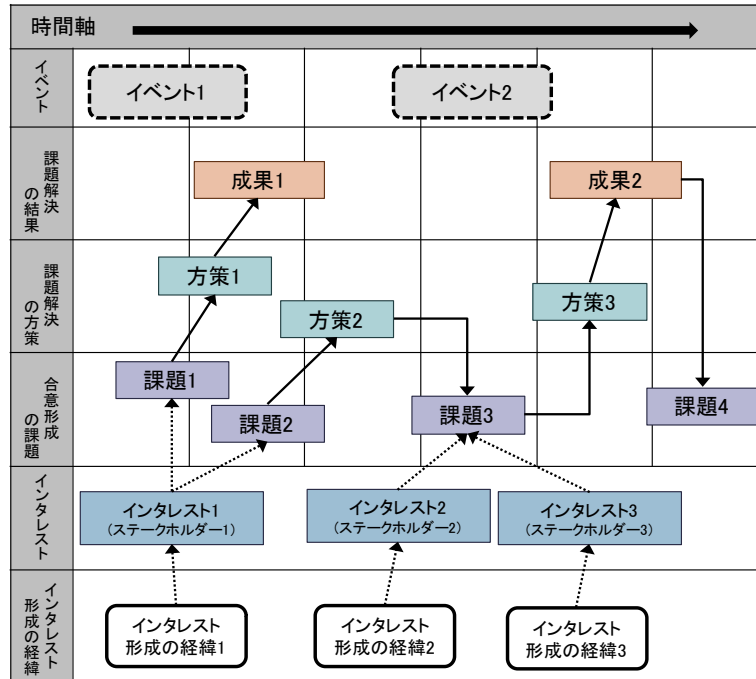 時間軸
イベント
イベント1
イベント2
課題解決
の結果
成果1
成果2
課題解決
の方策
方策1
方策2
方策3
合意形成
の課題
課題1
課題2
課題3
課題4
インタレスト
インタレスト1
(ステークホルダー1)
インタレスト2
(ステークホルダー2)
インタレスト3
(ステークホルダー3)
インタレスト
形成の経緯
インタレスト
形成の経緯1
インタレスト
形成の経緯2
インタレスト
形成の経緯3